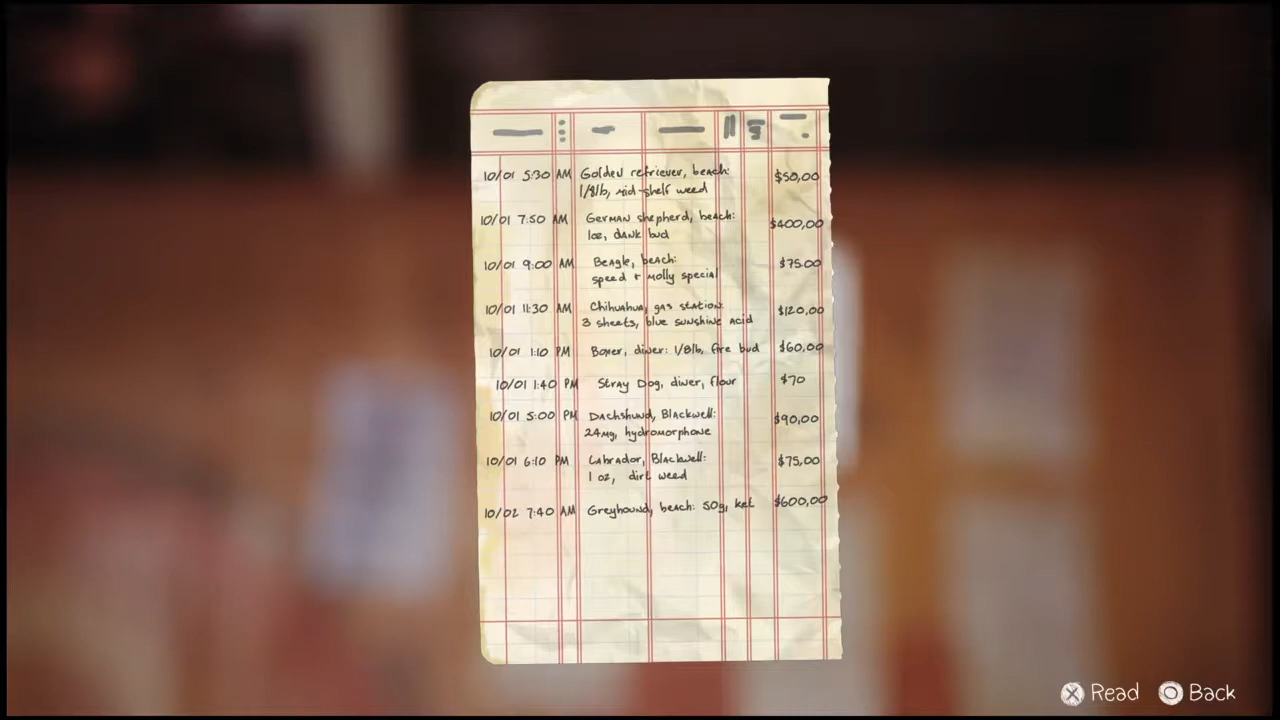 10/01 5:30 AM Golden retriever, beach: $50,00
1/8lb, mid-shelf weed
10/01 7:50 AM German shepherd, beach: $400,00
1oz, dank bud
10/01 9:00 AM Beagle, beach: $75.00
speed + molly special
10/01 11:30 AM Chihuahua, gas station: $120,00
3 sheets, blue sunshine acid
10/01 1:10 PM Boxer, diner: 1/8lb, fire bud $60,00
10/01 1:40 PM Stray Dog, diner, flour $70
10/01 5:00 PM Dachshund, Blackwell: $90,00
24mg, hydromorphone
10/01 6:10 PM Labrador, Blackwell: $75,00
1 oz, dirt weed
10/02 7:40 AM Greyhound, beach: 50g, ket $600,00
Read Back